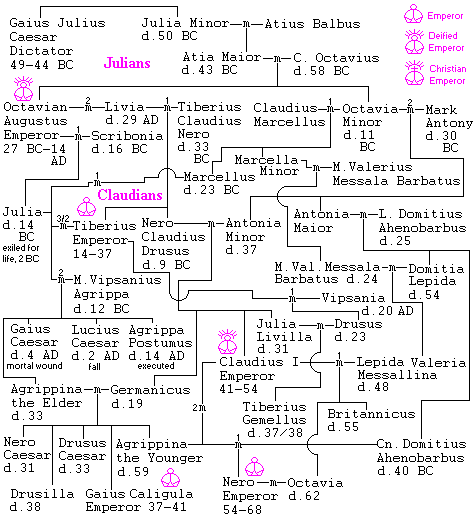 Gaius Julius
Caesar
Dictator
49-44 BC
Julia Minor m Atius Balbus
d.50 BC
Emperor
Deified
Emperor
Christian
Emperor
Julians
Atia Maior m C. Octavius
d.43 BC
d.58 BC
Octavian 2 m Livia 1 m Tiberius
Augustus
Emperor
27 BC-14
AD
d.29 AD
Claudius
Nero
d.33
BC
1 m Scribonia
d.16 BC
Claudius 1 m Octavia 2 m Mark
Marcellus
Minor
d.11
BC
Antony
d.30
BC
Marcella m M.Valerius
Minor
Messala Barbatus
1 m Marcellus
d.23 BC
Claudians
Julia
d.14
BC
exiled for
life, 2 BC
3/2 m Tiberius
Emperor
14-37
Nero m Antonia
Claudius
Drusus
d.9 BC
Minor
d.37
Antonia m L. Domitius
Maior
Ahenobarbus
d.25
2 m M.Vipsanius
Agrippa
d.12 BC
M.Val.Messala m Domitia
Barbatus d.24
Lepida
d.54
1 m Vipsania
d.20 AD
Gaius
Caesar
d.4 AD
mortal wound
Lucius
Caesar
d.2 AD
fall
Agrippa
Postumus
d.14 AD
executed
Julia m Drusus
Livilla
d.31
d.23
Claudius I m 1 m Lepida Valeria
Emperor
41-54
Messallina
d.48
Agrippina m Germanicus
the Elder
d.33
d.19
2m
Tiberius
Gemellus
d.37/38
Britannicus
d.55
Nero
Caesar
d.31
Drusus
Caesar
d.33
Agrippina
the Younger
d.59
1 m Cn.Domitius
Ahenobarbus
d.40 BC
Drusilla
d.38
Gaius Caligula
Emperor 37-41
Nero m Octavia
Emperor
54-68
d.62